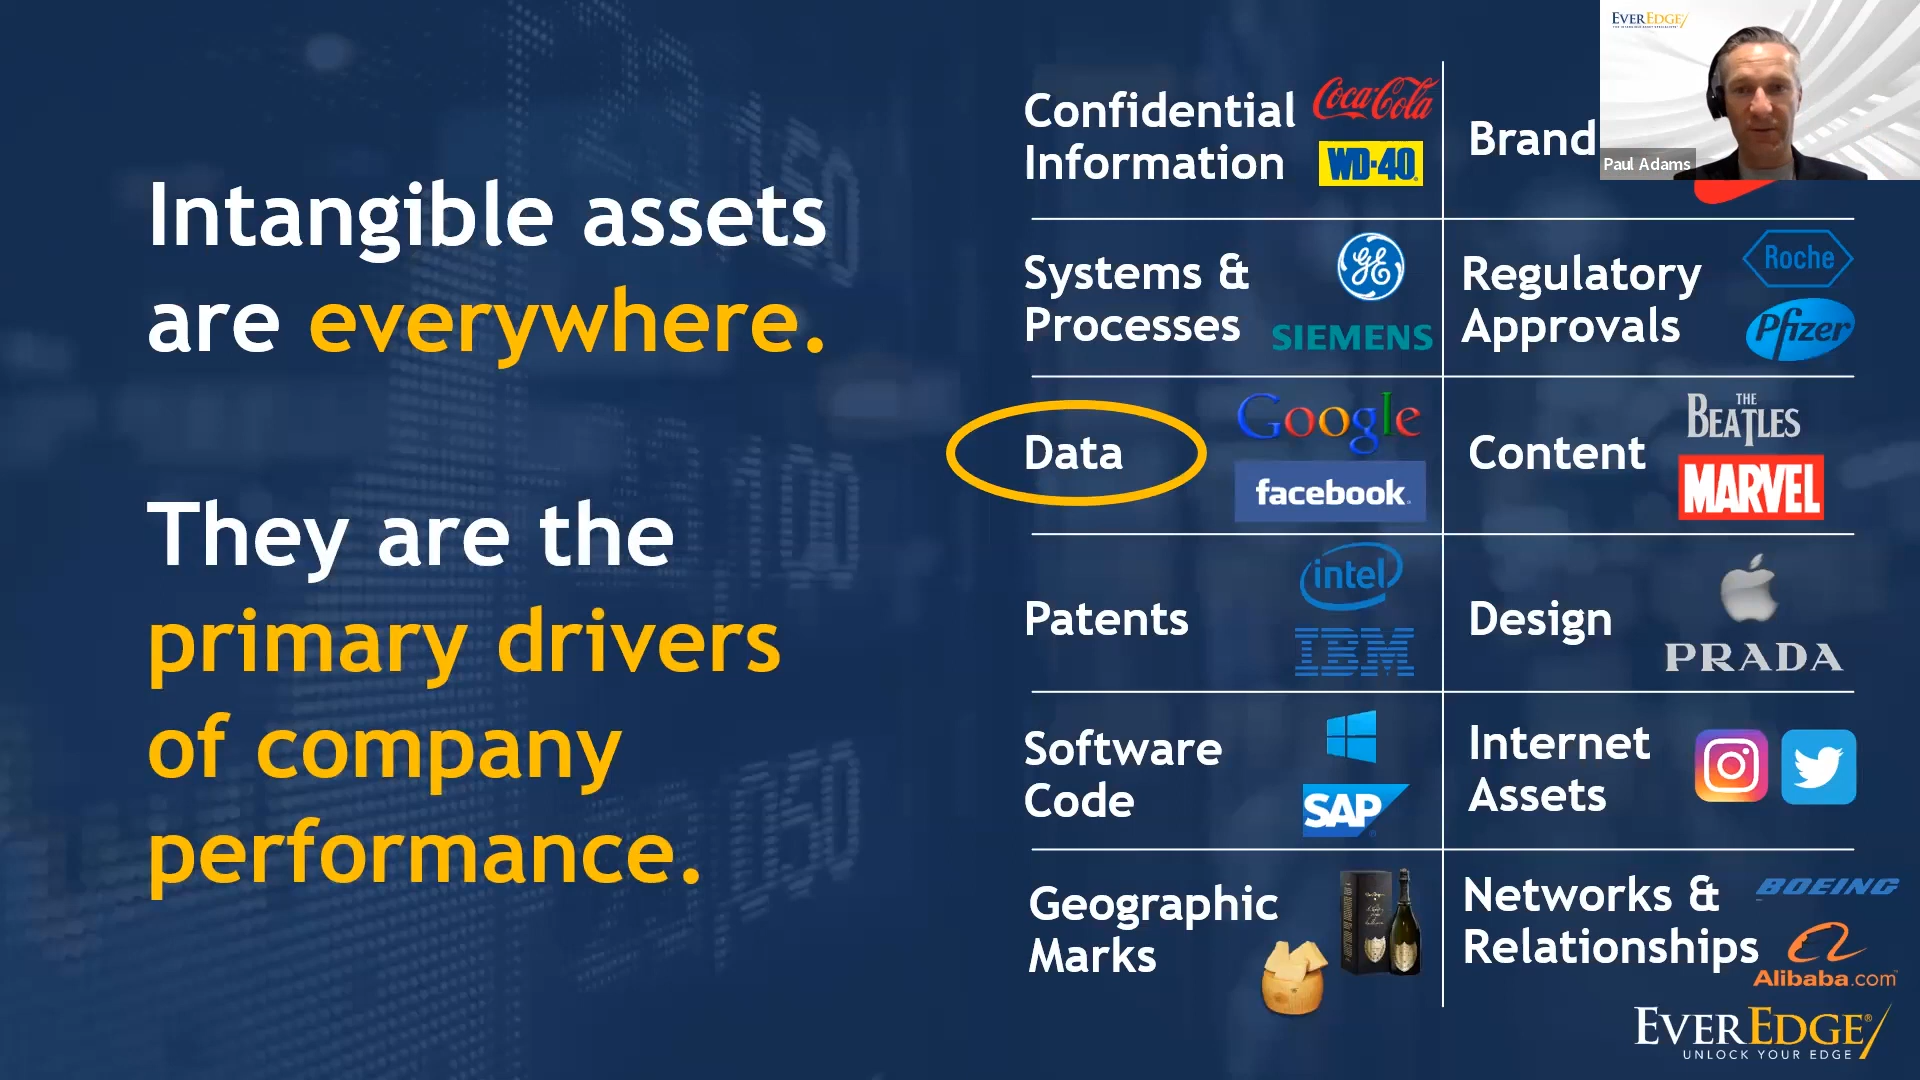 Intangible assets
are everywhere.
They are the
primary drivers
of company
performance.
Confidential
Information
Coca-Cola
WD-40
Brand
EVEREDGE
Paul Adams
Systems &
Processes
GE
SIEMENS
Regulatory
Approvals
Roche
Pfizer
Data
Google
facebook
Content
THE
BEATLES
MARVEL
Patents
intel
IBM
Design
PRADA
Software
Code
SAP
Internet
Assets
Geographic
Marks
Networks &
Relationships
BOEING
Alibaba.com
EVEREDGE®
UNLOCK YOUR EDGE